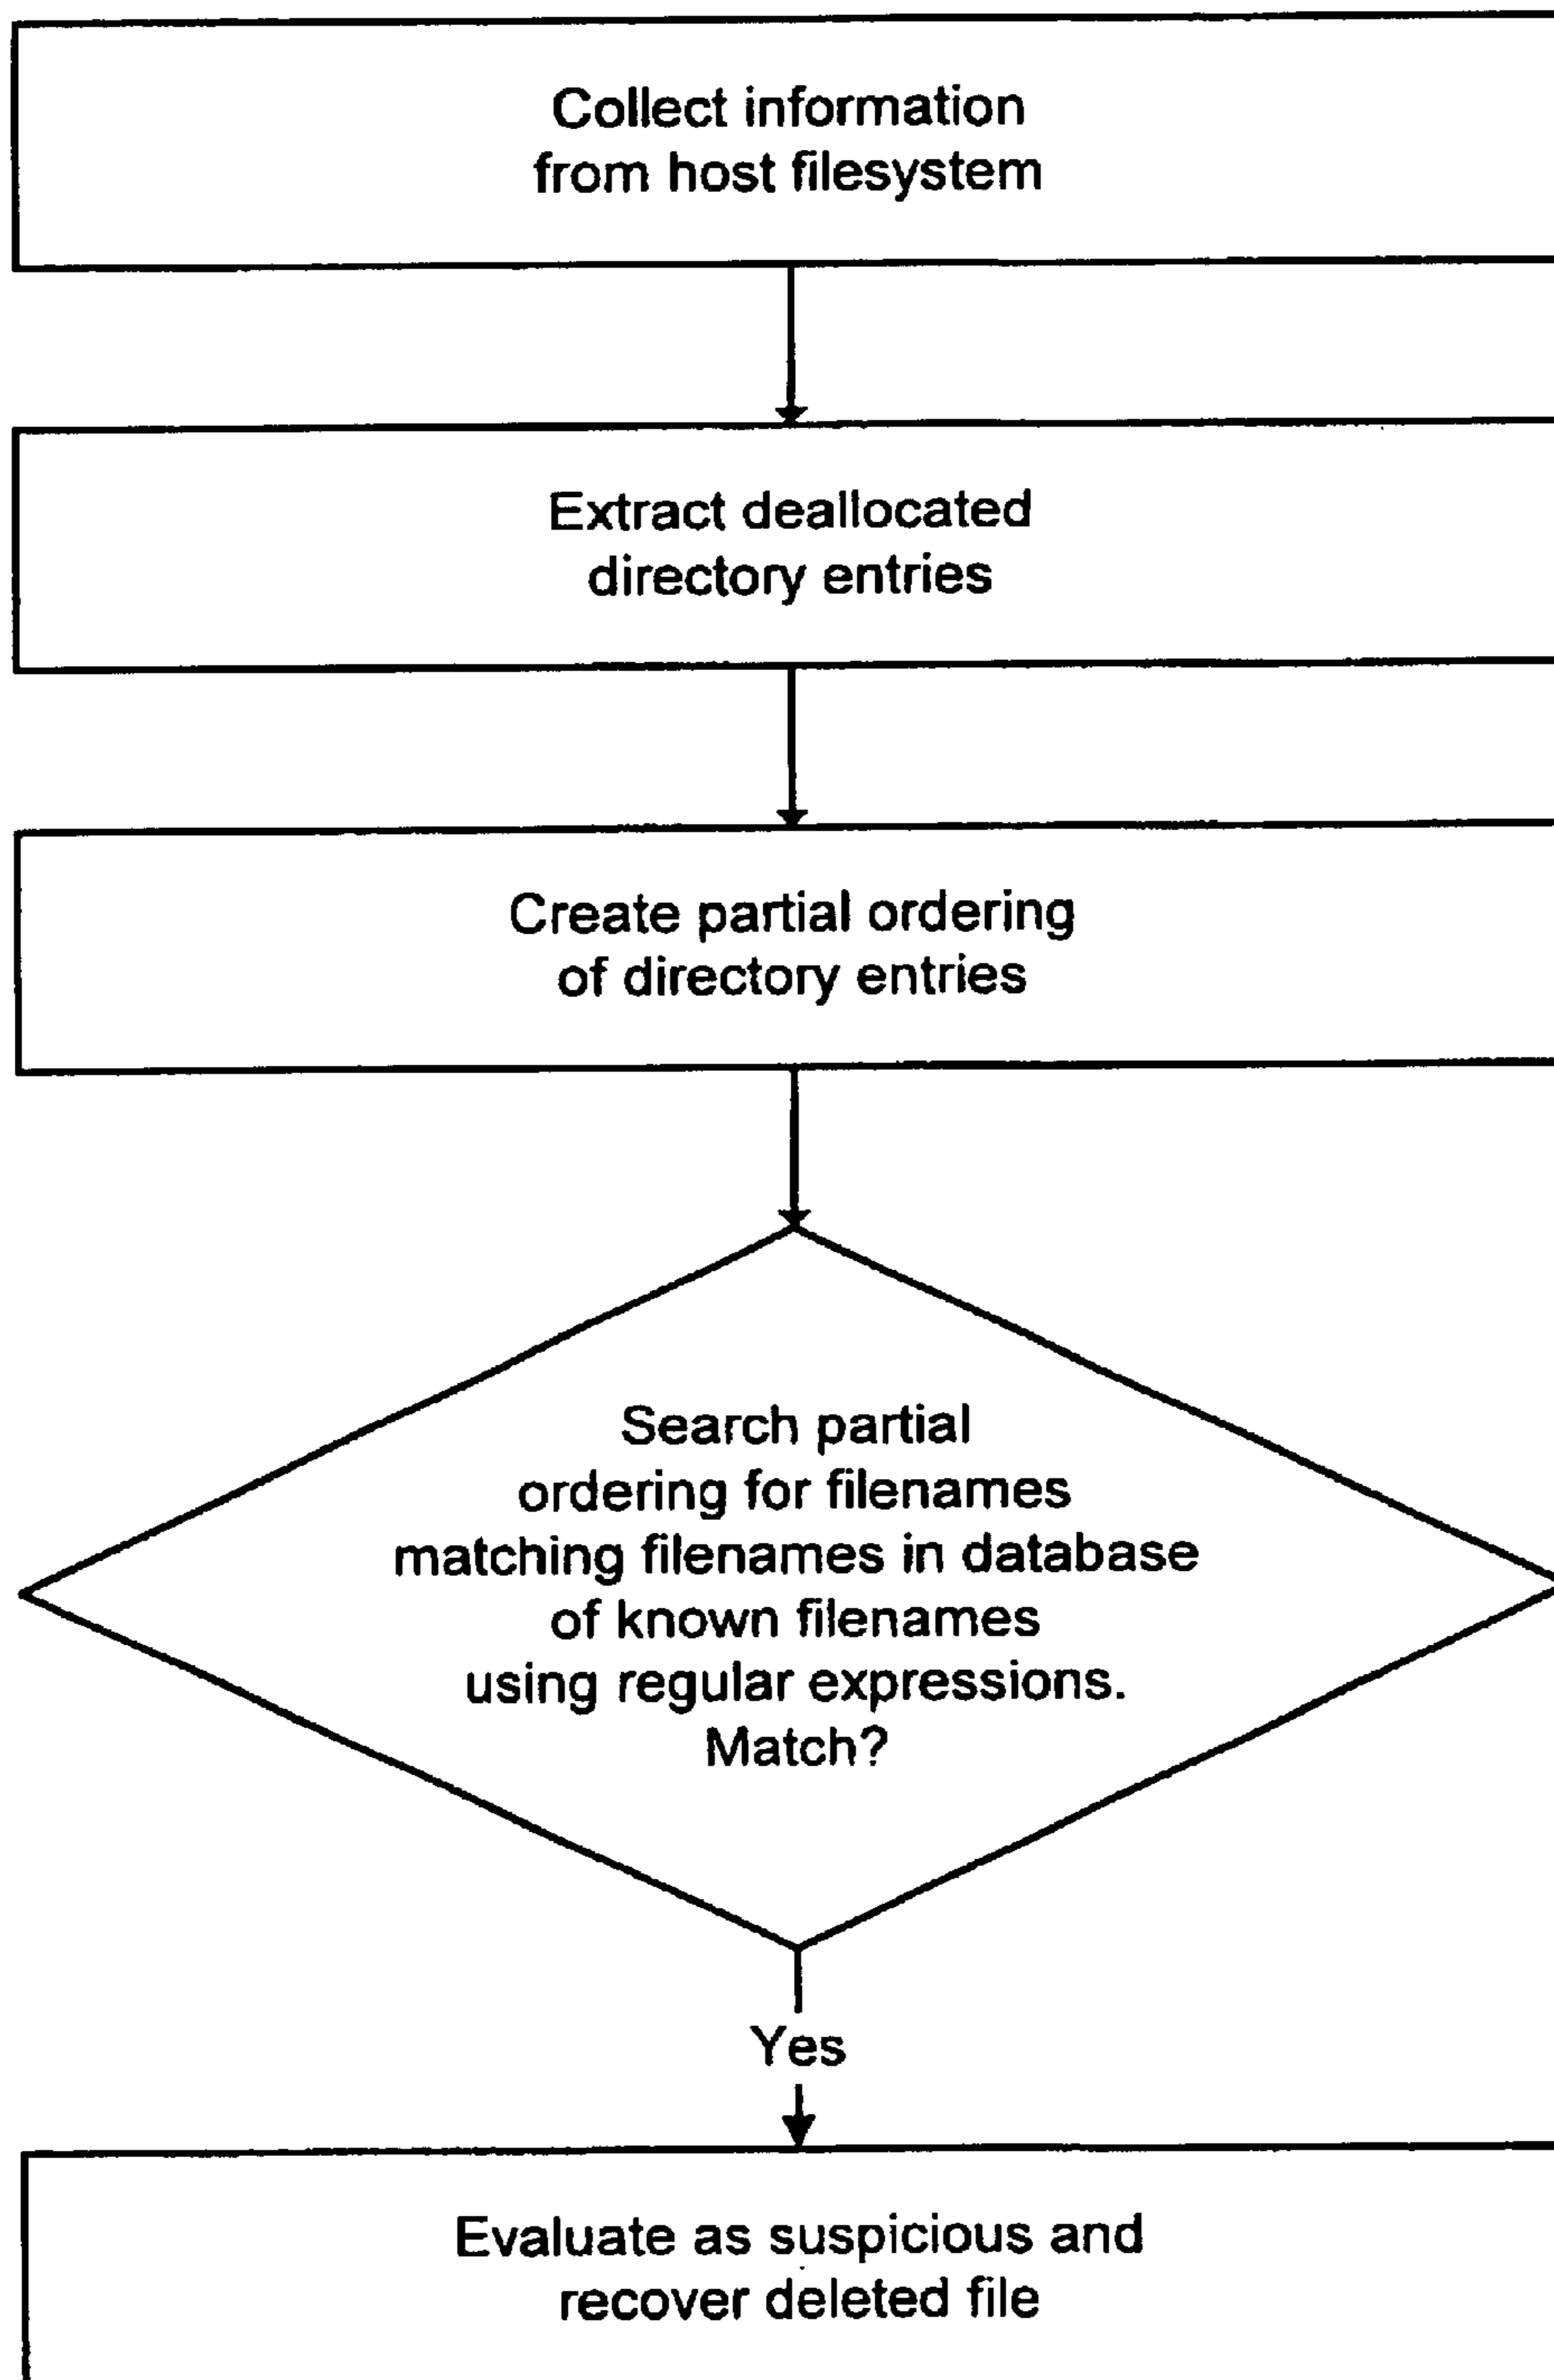 Collect information
from host filesystem
Extract deallocated
directory entries
Create partial ordering
of directory entries
Search partial
ordering for filenames
matching filenames in database
of known filenames
using regular expressions.
Match?
Yes
Evaluate as suspicious and
recover deleted file